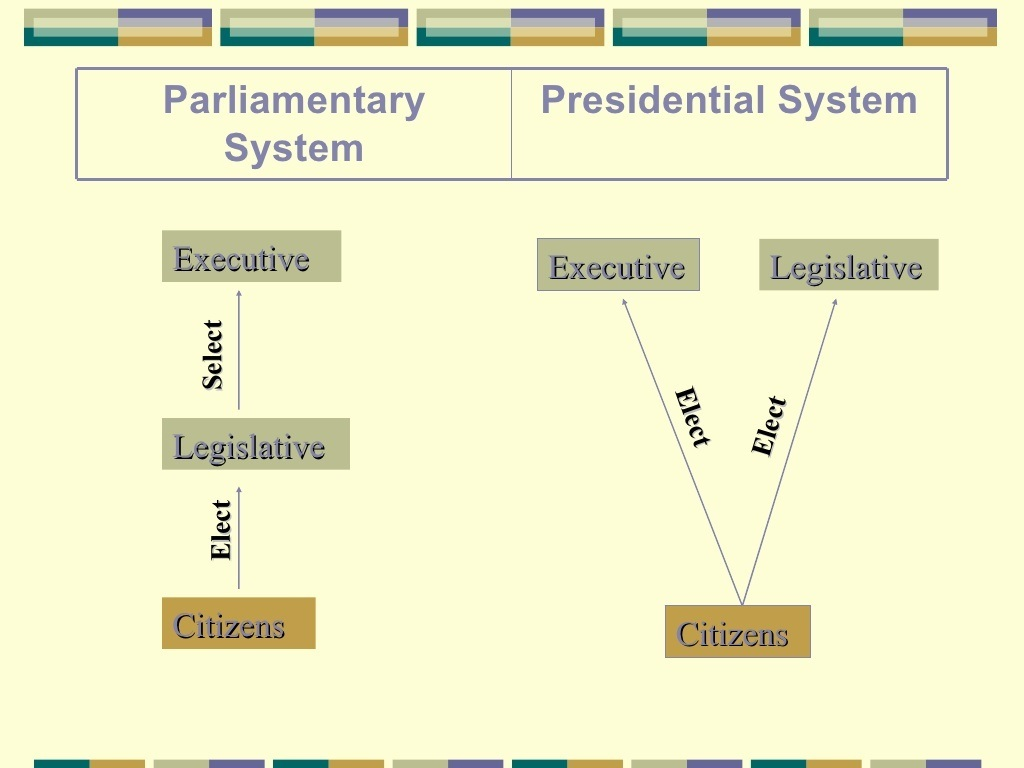 Parliamentary
System
Presidential System
Executive
Select
Legislative
Elect
Citizens
Executive
Legislative
Elect
Elect
Citizens